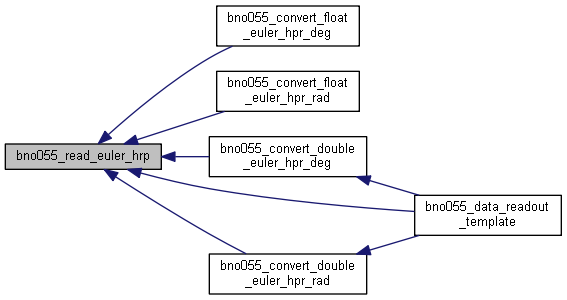 bno055_convert_float
_euler_hpr_deg
bno055_convert_float
_euler_hpr_rad
bno055_read_euler_hrp
bno055_convert_double
_euler_hpr_deg
bno055_data_readout
_template
bno055_convert_double
_euler_hpr_rad